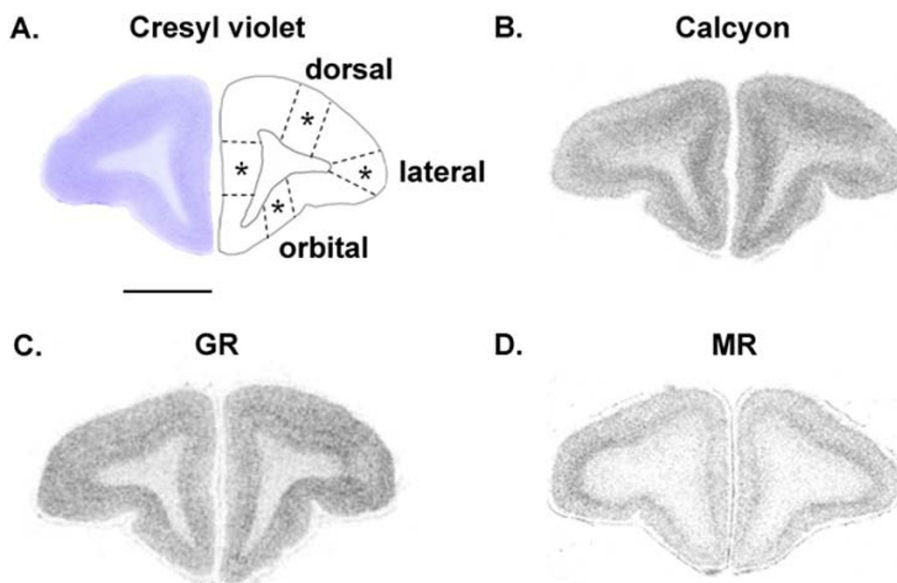 A. Cresyl violet
B. Calcyon
dorsal
*
*
*
lateral
*
orbital
C. GR
D. MR